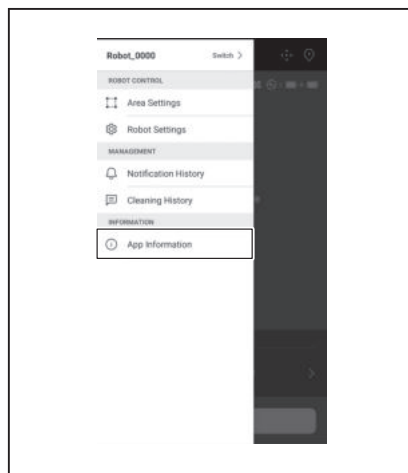 Robot_0000 Switch >
ROBOT CONTROL
Area Settings
Robot Settings
MANAGEMENT
Notification History
Cleaning History
INFORMATION
App Information